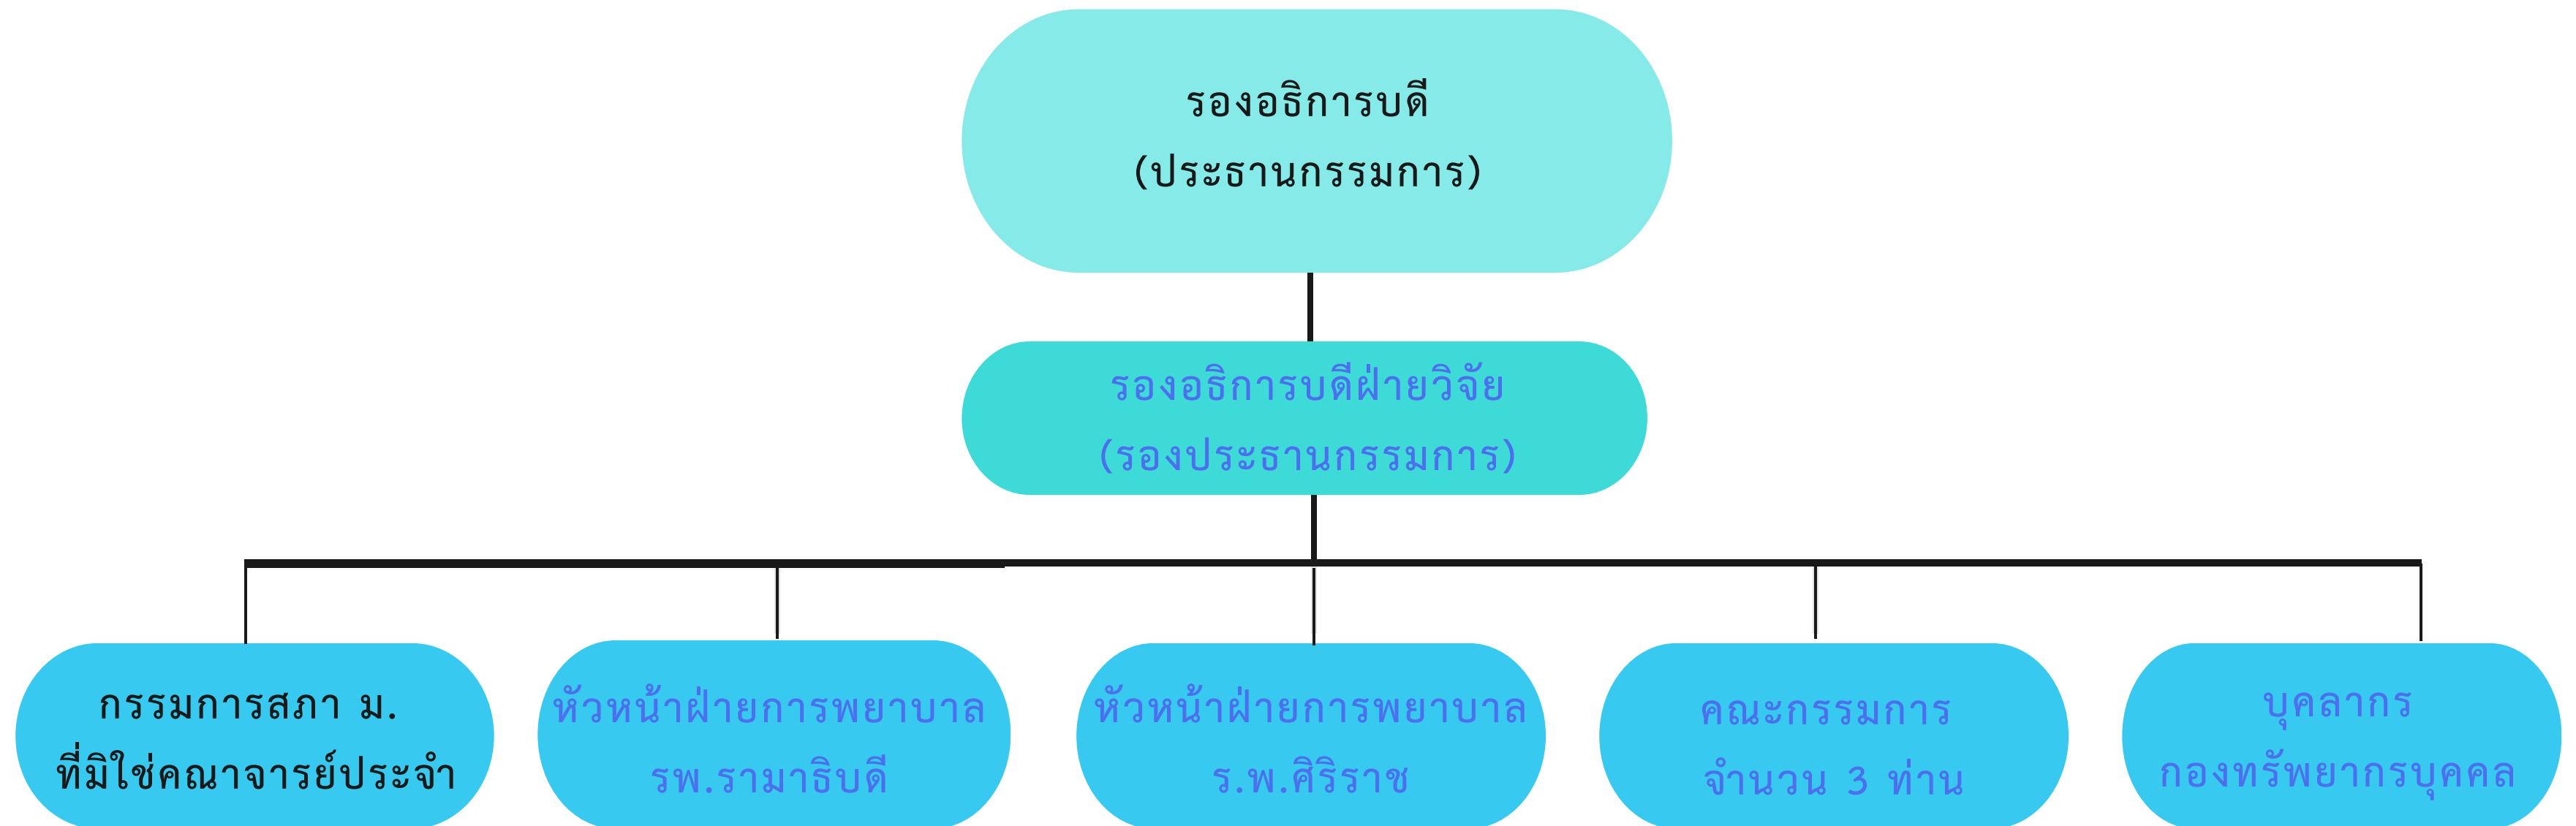 รองอธิการบดี
(ประธานกรรมการ)
รองอธิการบดีฝ่ายวิจัย
(รองประธานกรรมการ)
กรรมการสภา ม.
ที่มิใช่คณาจารย์ประจำ
หัวหน้าฝ่ายการพยาบาล
รพ.รามาธิบดี
หัวหน้าฝ่ายการพยาบาล
ร.พ.ศิริราช
คณะกรรมการ
จำนวน 3 ท่าน
บุคลากร
กองทรัพยากรบุคคล